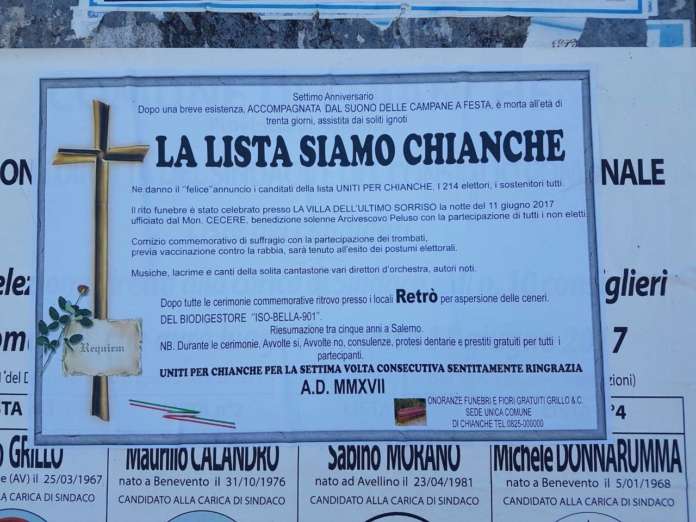 Settimo Anniversario
Dopo una breve esistenza, ACCOMPAGNATA DAL SUONO DELLE CAMPANE A FESTA, è morta all'età di
trenta giorni, assistita dai soliti ignoti
LA LISTA SIAMO CHIANCHE
Ne danno il "felice"annuncio i canditati della lista UNITI PER CHIANCHE, I 214 elettori, i sostenitori tutti.
Il rito funebre è stato celebrato presso LA VILLA DELL'ULTIMO SORRISO la notte del 11 giugno 2017
ufficiato dal Mon. CECERE, benedizione solenne Arcivescovo Peluso con la partecipazione di tutti i non eletti.
Comizio commemorativo di suffragio con la partecipazione dei trombati,
previa vaccinazione contro la rabbia, sarà tenuto all'esito dei postumi elettorali.
Musiche, lacrime e canti della solita cantastorie vari direttori d'orchestra, autori noti.
Dopo tutte le cerimonie commemorative ritrovo presso i locali Retrò per aspersione delle ceneri.
DEL BIODIGESTORE "ISO-BELLA-901".
Riesumazione tra cinque anni a Salerno.
NB. Durante le cerimonie, Avvolte si, Avvolte no, consulenze, protesi dentarie e prestiti gratuiti per tutti i
partecipanti.
UNITI PER CHIANCHE PER LA SETTIMA VOLTA CONSECUTIVA SENTITAMENTE RINGRAZIA
A.D. MMXVII
Requiem
ONORANZE FUNEBRI E FIORI GRATUITI GRILLO & C.
SEDE UNICA COMUNE
DI CHIANCHE TEL 0825-000000
ON
NALE
elez
iglieri
om
7
l'del D
zioni)
STA
n°4
O GRILLO
o (AV) il 25/03/1967
A CARICA DI SINDACO
Maurilio CALANDRO
nato a Benevento il 31/10/1976
CANDIDATO ALLA CARICA DI SINDACO
Sabino MORANO
nato ad Avellino il 23/04/1981
CANDIDATO ALLA CARICA DI SINDACO
Michele DONNARUMMA
nato a Benevento il 5/01/1968
CANDIDATO ALLA CARICA DI SINDACO